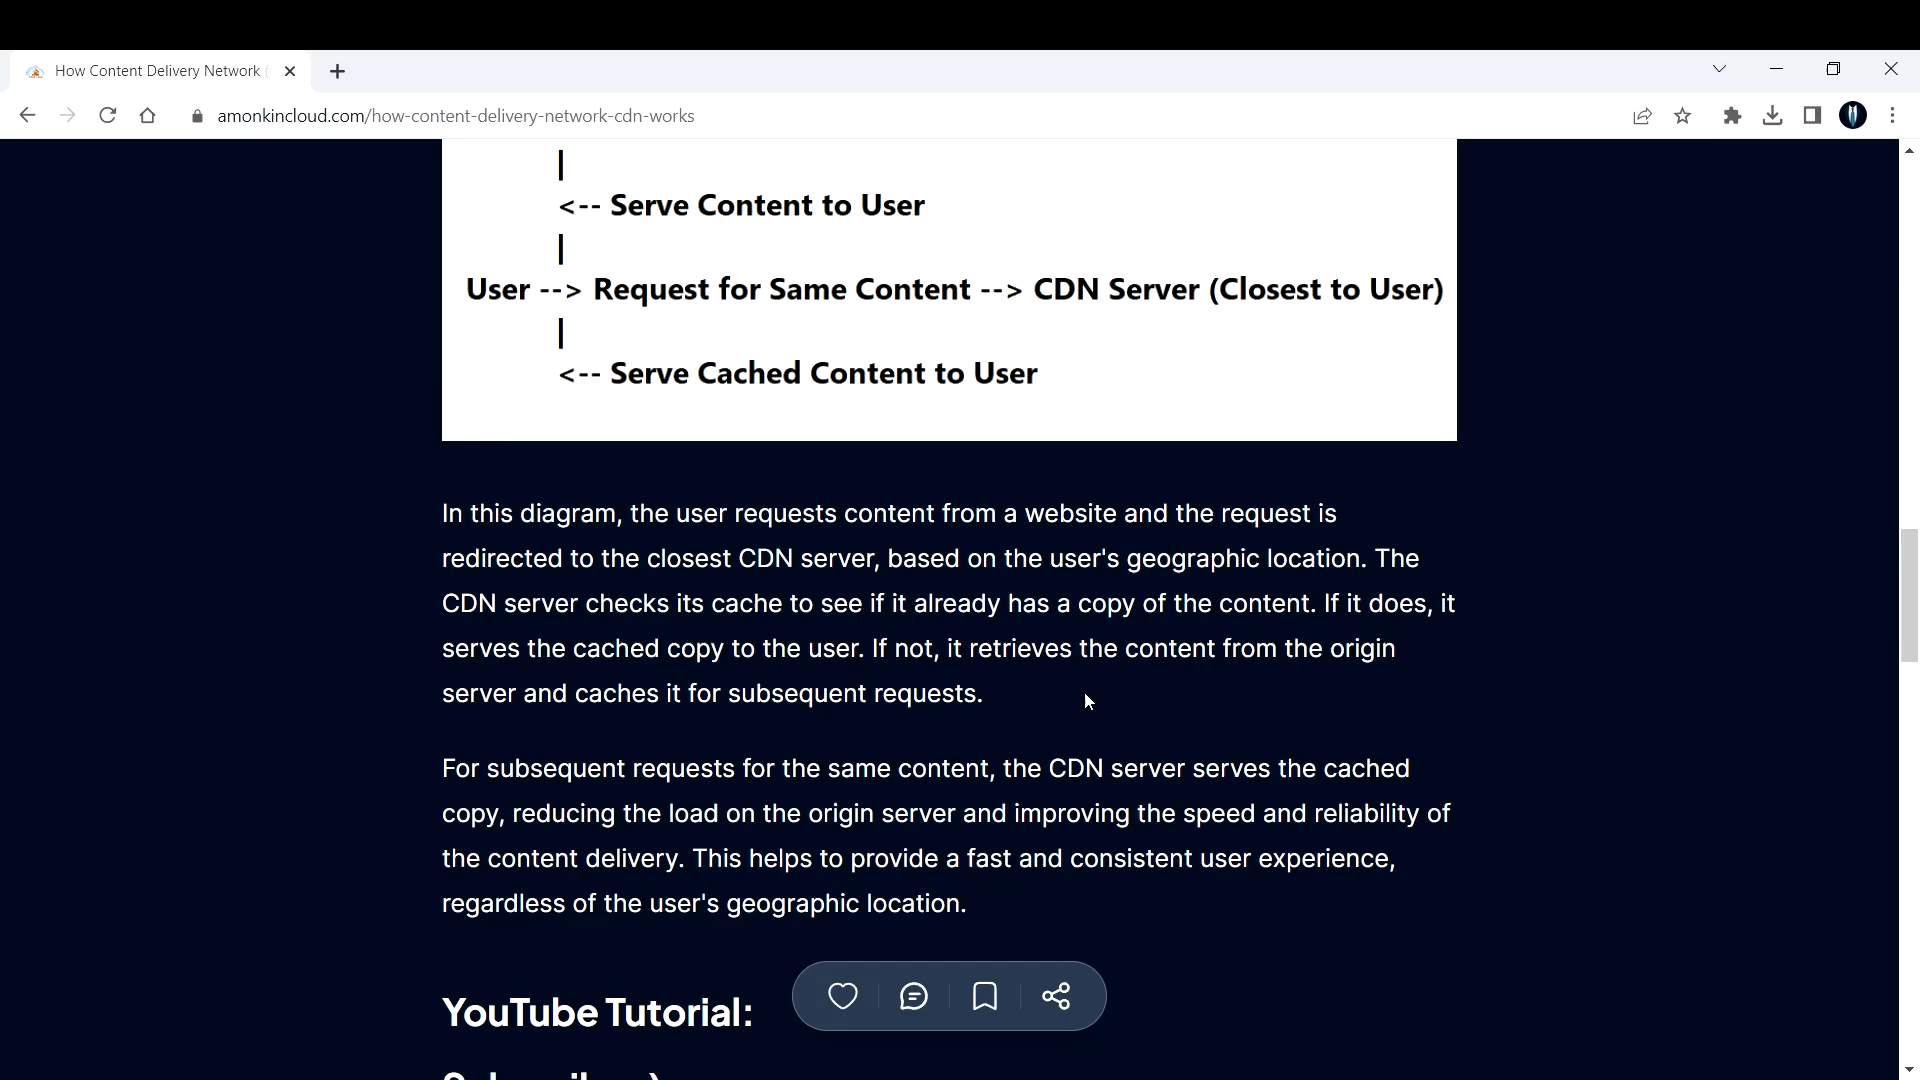 How Content Delivery Network
amonkincloud.com/how-content-delivery-network-cdn-works
|
<-- Serve Content to User
|
User --> Request for Same Content --> CDN Server (Closest to User)
|
<-- Serve Cached Content to User
In this diagram, the user requests content from a website and the request is
redirected to the closest CDN server, based on the user's geographic location. The
CDN server checks its cache to see if it already has a copy of the content. If it does, it
serves the cached copy to the user. If not, it retrieves the content from the origin
server and caches it for subsequent requests.
For subsequent requests for the same content, the CDN server serves the cached
copy, reducing the load on the origin server and improving the speed and reliability of
the content delivery. This helps to provide a fast and consistent user experience,
regardless of the user's geographic location.
YouTube Tutorial: